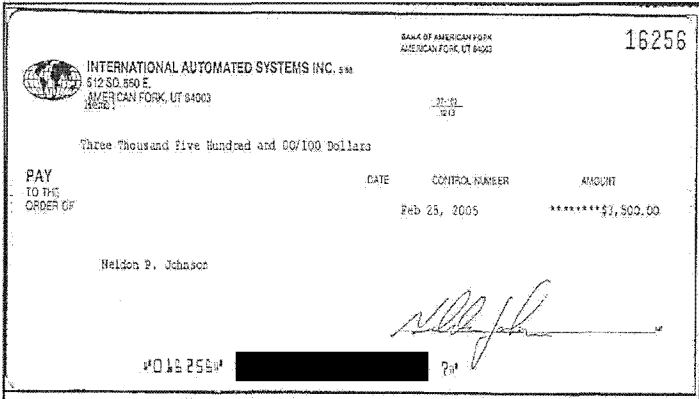 BANK OF AMERICAN FORK
AMERICAN FORK, UT 84003
16256
INTERNATIONAL AUTOMATED SYSTEMS INC.
512 SO. 860 E.
AMERICAN FORK, UT 84003
Memo:
Three Thousand Five Hundred and 00/100 Dollars
PAY
TO THE
ORDER OF
DATE CONTROL NUMBER AMOUNT
Feb 25, 2005 ********$3,500.00
Neldon P. Johnson
⑈016256⑈